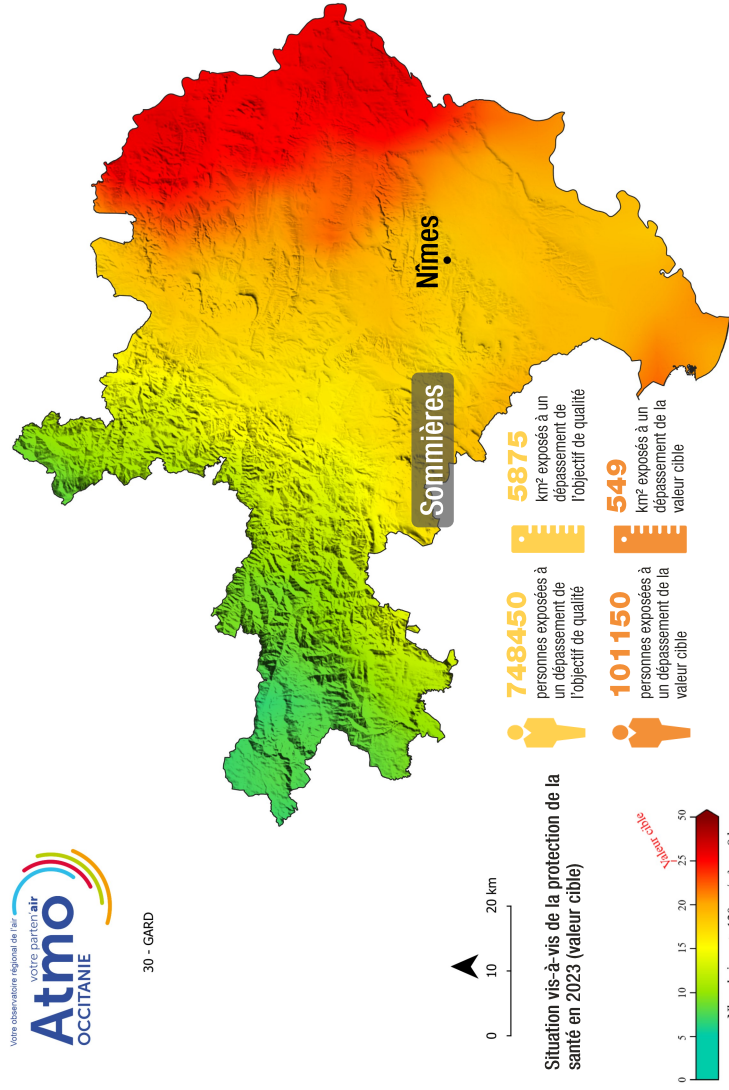 Votre observatoire régional de l'air
votre parten'air
Atmo
OCCITANIE
30 - GARD
Nîmes
Sommières
0 10 20 km
Situation vis-à-vis de la protection de la
santé en 2023 (valeur cible)
748450
personnes exposées à
un dépassement de
l'objectif de qualité
5875
km² exposés à un
dépassement de
l'objectif de qualité
101150
personnes exposées à
un dépassement de la
valeur cible
549
km² exposés à un
dépassement de la
valeur cible
Valeur cible
0 5 10 15 20 25 50